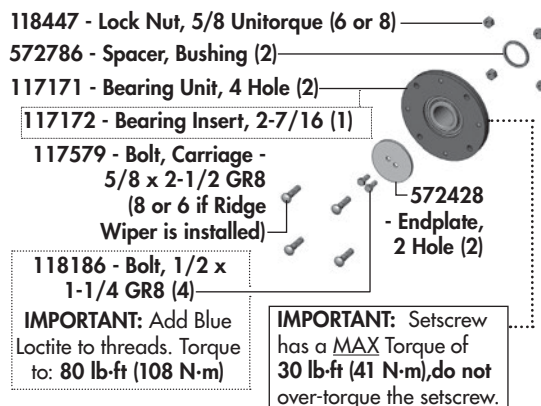 118447 - Lock Nut, 5/8 Unitorque (6 or 8)
572786 - Spacer, Bushing (2)
117171 - Bearing Unit, 4 Hole (2)
117172 - Bearing Insert, 2-7/16 (1)
117579 - Bolt, Carriage -
5/8 x 2-1/2 GR8
(8 or 6 if Ridge
Wiper is installed)
572428
- Endplate,
2 Hole (2)
118186 - Bolt, 1/2 x
1-1/4 GR8 (4)
IMPORTANT: Add Blue
Loctite to threads. Torque
to: 80 lb·ft (108 N·m)
IMPORTANT: Setscrew
has a MAX Torque of
30 lb·ft (41 N·m),do not
over-torque the setscrew.